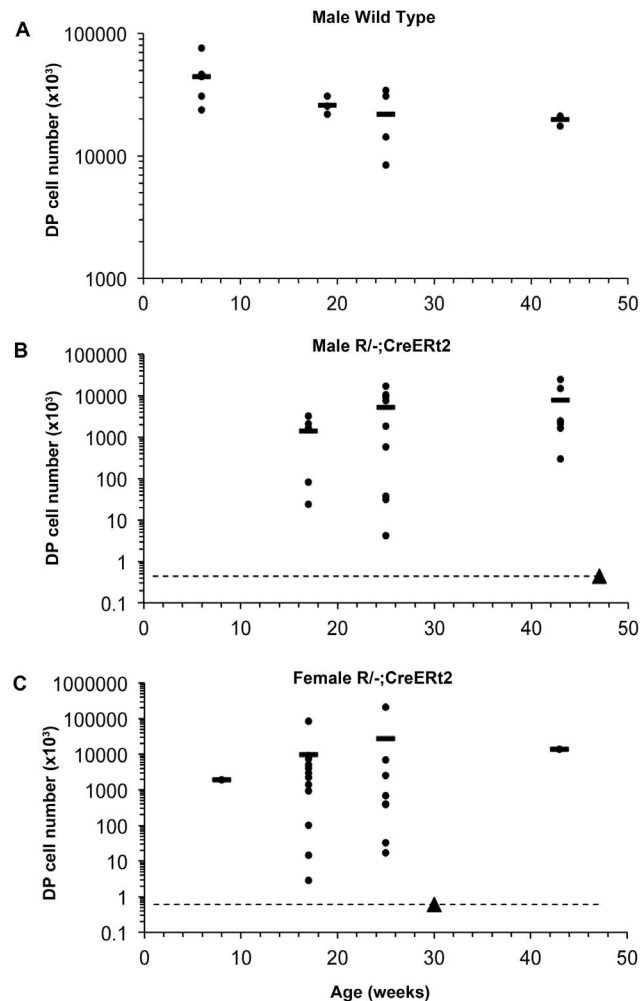 A
Male Wild Type
DP cell number (x10³)
100000
10000
1000
0 10 20 30 40 50
B
Male R/-;CreERt2
DP cell number (x10³)
100000
10000
1000
100
10
1
0.1
0 10 20 30 40 50
C
Female R/-;CreERt2
DP cell number (x10³)
1000000
100000
10000
1000
100
10
1
0.1
0 10 20 30 40 50
Age (weeks)